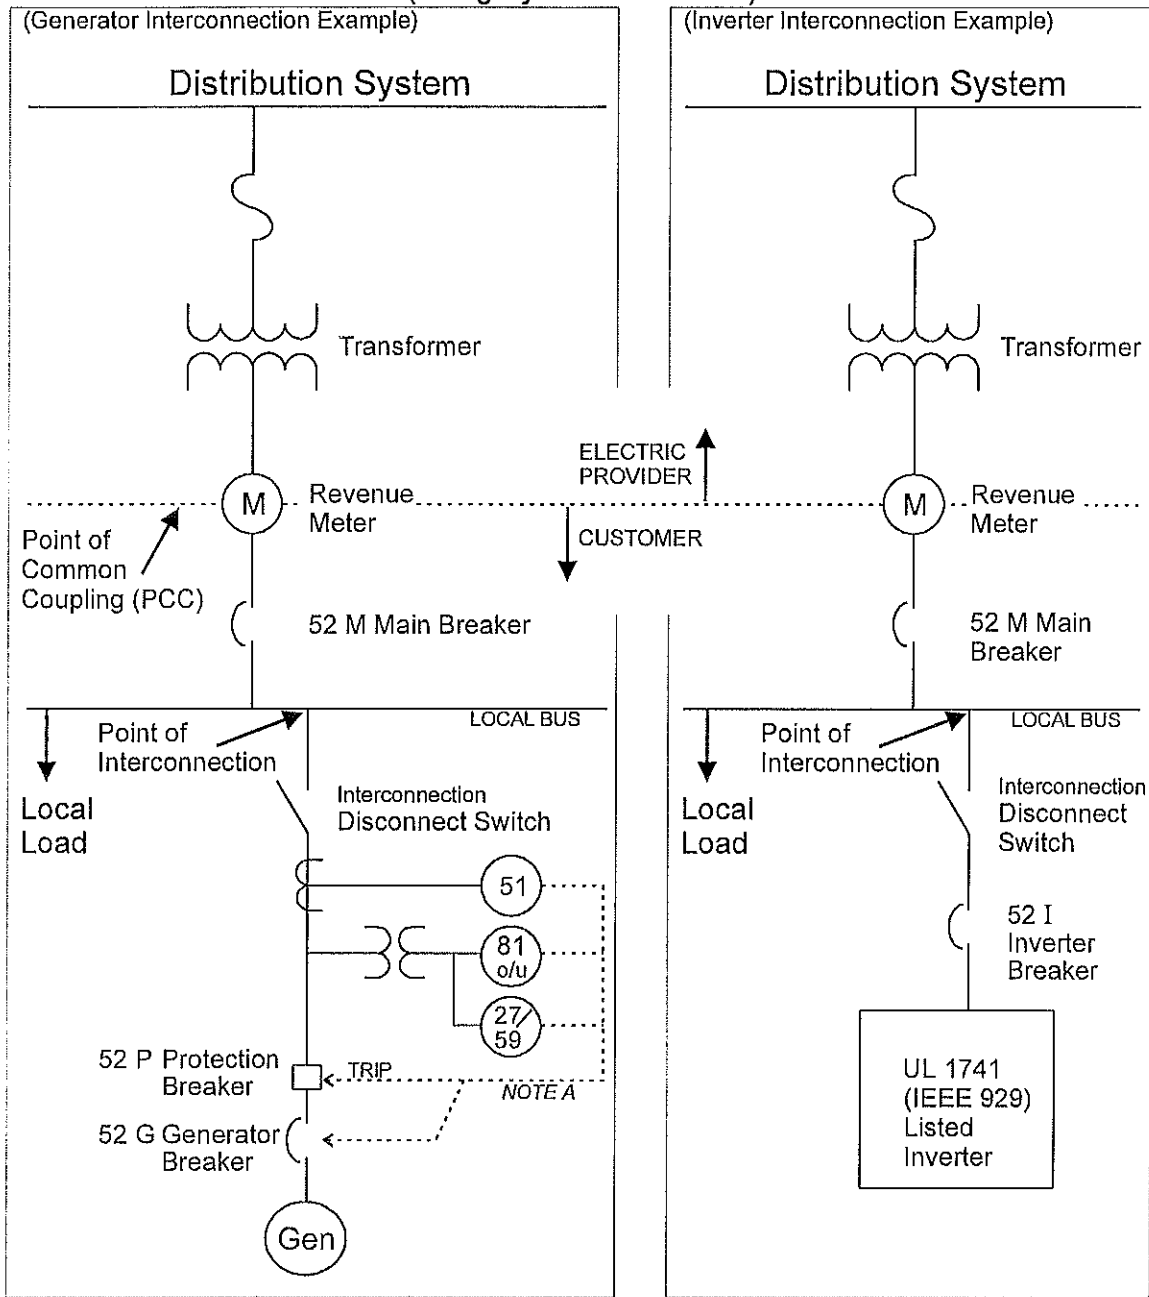 (Generator Interconnection Example)
Distribution System
Transformer
M
Revenue
Meter
Point of
Common
Coupling (PCC)
52 M Main Breaker
LOCAL BUS
Point of
Interconnection
Local
Load
Interconnection
Disconnect Switch
51
81
o/u
27/
59
52 P Protection
Breaker
TRIP
NOTE A
52 G Generator
Breaker
Gen
ELECTRIC
PROVIDER
CUSTOMER
(Inverter Interconnection Example)
Distribution System
Transformer
M
Revenue
Meter
52 M Main
Breaker
LOCAL BUS
Point of
Interconnection
Local
Load
Interconnection
Disconnect
Switch
52 I
Inverter
Breaker
UL 1741
(IEEE 929)
Listed
Inverter